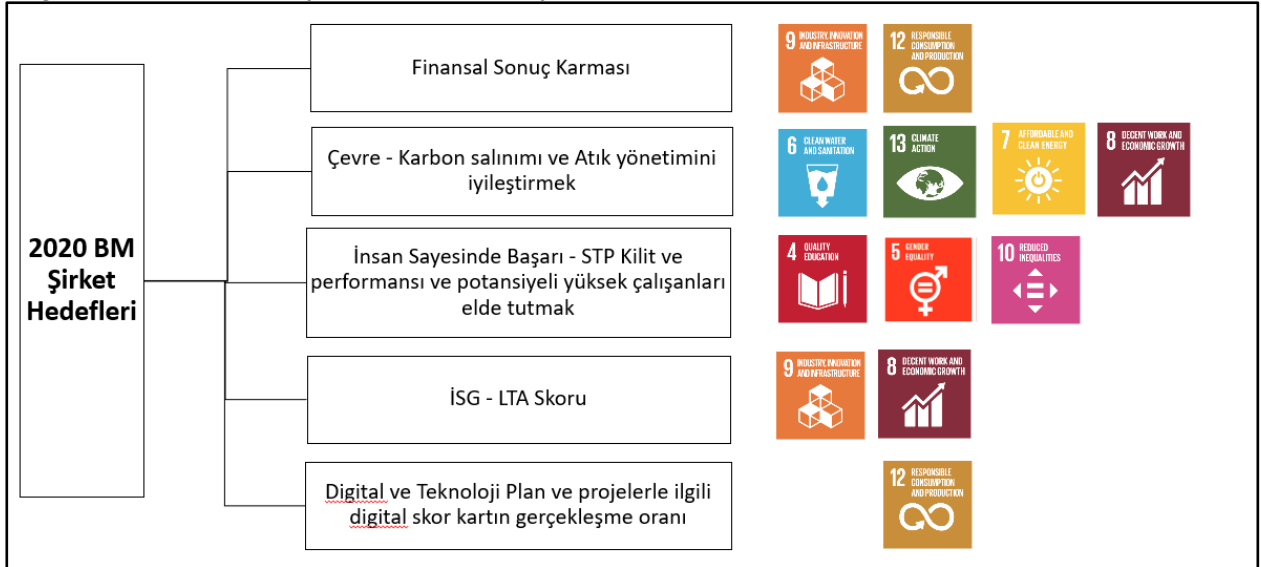 2020 BM
Şirket
Hedefleri
Finansal Sonuç Karması
9 INDUSTRY, INNOVATION
AND INFRASTRUCTURE
12 RESPONSIBLE
CONSUMPTION
AND PRODUCTION
Çevre - Karbon salınımı ve Atık yönetimini
iyileştirmek
6 CLEAN WATER
AND SANITATION
13 CLIMATE
ACTION
7 AFFORDABLE AND
CLEAN ENERGY
8 DECENT WORK AND
ECONOMIC GROWTH
İnsan Sayesinde Başarı - STP Kilit ve
performansı ve potansiyeli yüksek çalışanları
elde tutmak
4 QUALITY
EDUCATION
5 GENDER
EQUALITY
10 REDUCED
INEQUALITIES
İSG - LTA Skoru
9 INDUSTRY, INNOVATION
AND INFRASTRUCTURE
8 DECENT WORK AND
ECONOMIC GROWTH
Digital ve Teknoloji Plan ve projelerle ilgili
digital skor kartın gerçekleşme oranı
12 RESPONSIBLE
CONSUMPTION
AND PRODUCTION